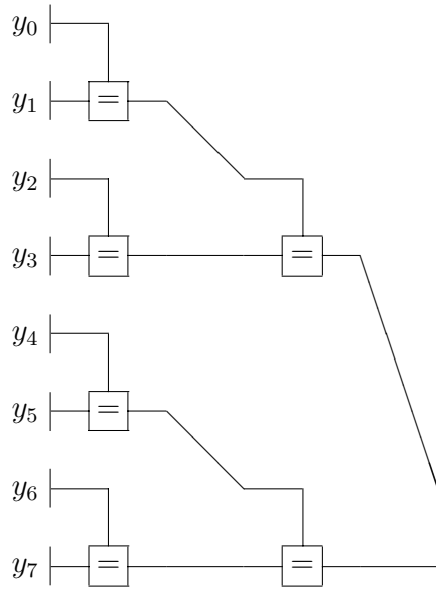 y₀
y₁ =
y₂
y₃ = =
y₄
y₅ =
y₆
y₇ = =